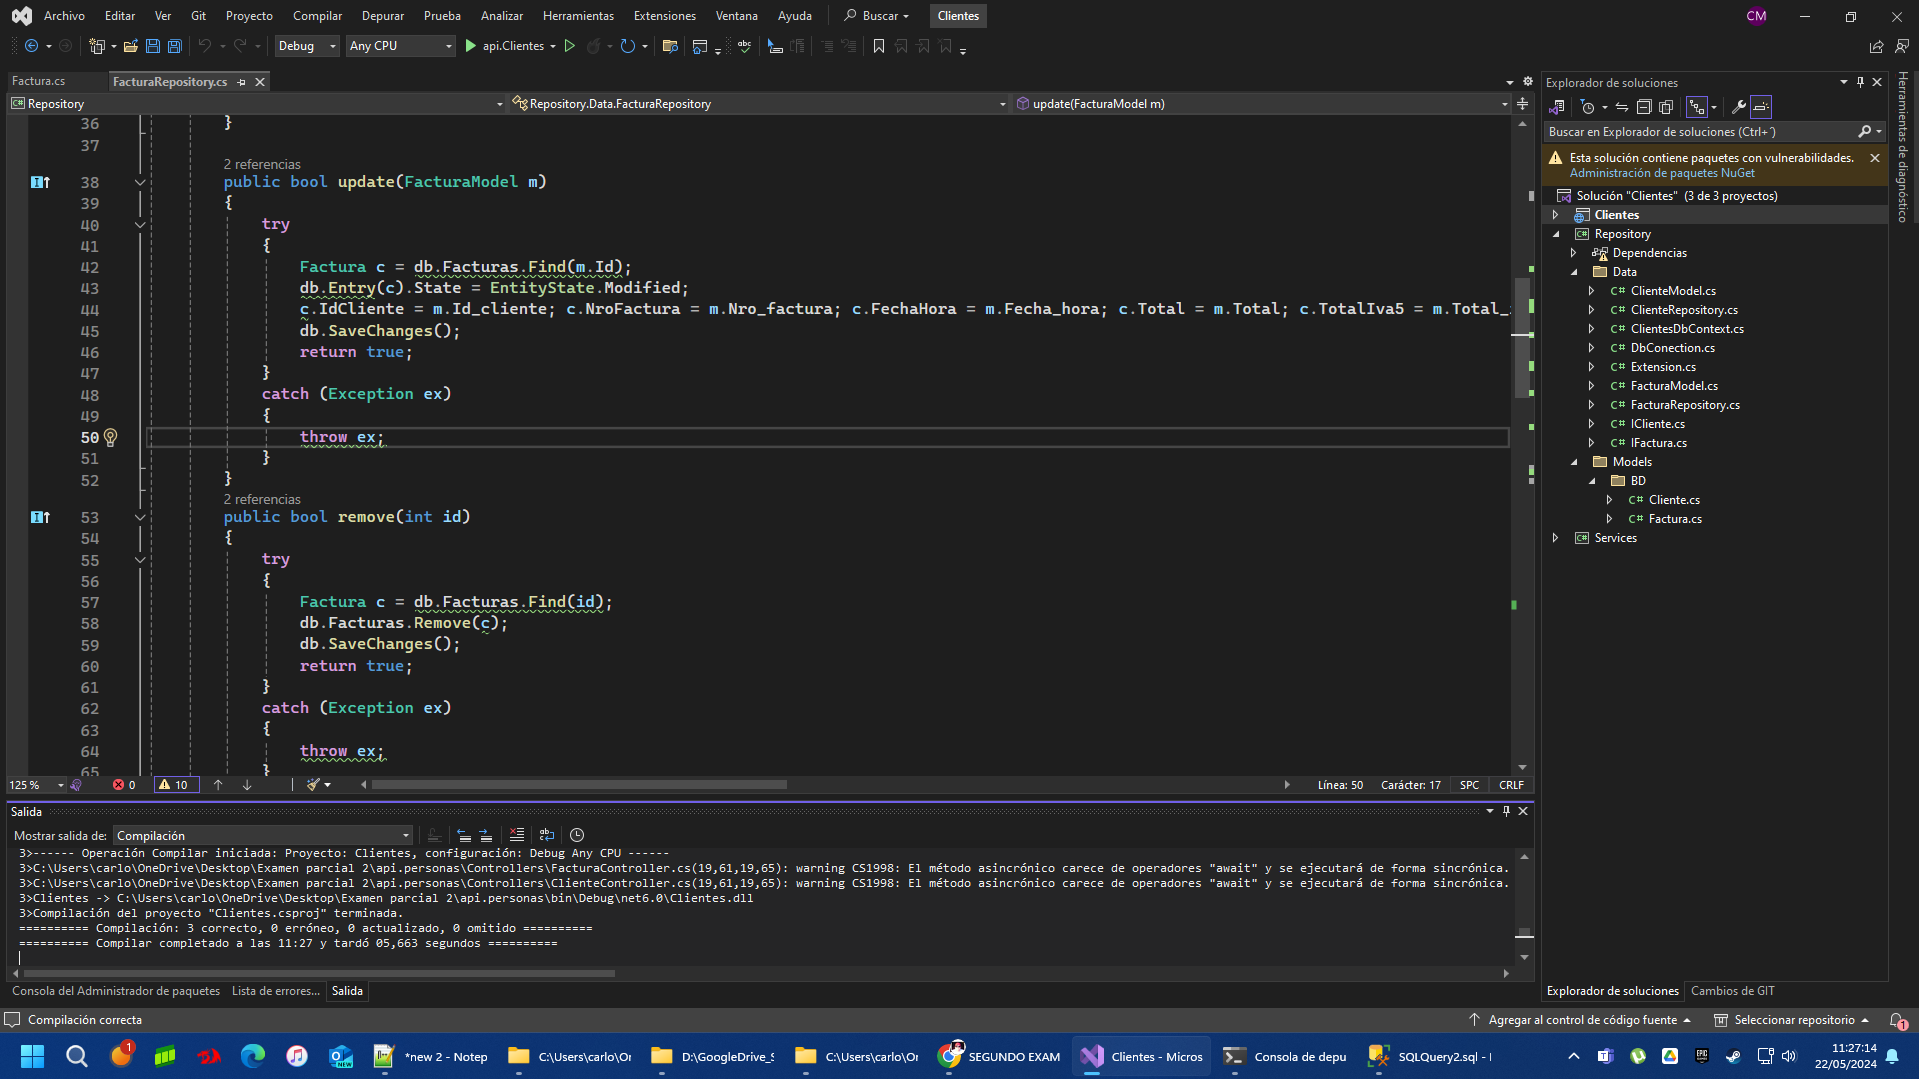 Archivo Editar Ver Git Proyecto Compilar Depurar Prueba Analizar Herramientas Extensiones Ventana Ayuda Buscar Clientes CM
Debug Any CPU api.Clientes
Factura.cs FacturaRepository.cs
Repository Repository.Data.FacturaRepository update(FacturaModel m)
36 }
37
2 referencias
38 public bool update(FacturaModel m)
39 {
40 try
41 {
42 Factura c = db.Facturas.Find(m.Id);
43 db.Entry(c).State = EntityState.Modified;
44 c.IdCliente = m.Id_cliente; c.NroFactura = m.Nro_factura; c.FechaHora = m.Fecha_hora; c.Total = m.Total; c.TotalIva5 = m.Total_
45 db.SaveChanges();
46 return true;
47 }
48 catch (Exception ex)
49 {
50 throw ex;
51 }
52 }
2 referencias
53 public bool remove(int id)
54 {
55 try
56 {
57 Factura c = db.Facturas.Find(id);
58 db.Facturas.Remove(c);
59 db.SaveChanges();
60 return true;
61 }
62 catch (Exception ex)
63 {
64 throw ex;
65 }
125 % 0 10 Línea: 50 Carácter: 17 SPC CRLF
Salida
Mostrar salida de: Compilación
3>------ Operación Compilar iniciada: Proyecto: Clientes, configuración: Debug Any CPU ------
3>C:\Users\carlo\OneDrive\Desktop\Examen parcial 2\api.personas\Controllers\FacturaController.cs(19,61,19,65): warning CS1998: El método asincrónico carece de operadores "await" y se ejecutará de forma sincrónica.
3>C:\Users\carlo\OneDrive\Desktop\Examen parcial 2\api.personas\Controllers\ClienteController.cs(19,61,19,65): warning CS1998: El método asincrónico carece de operadores "await" y se ejecutará de forma sincrónica.
3>Clientes -> C:\Users\carlo\OneDrive\Desktop\Examen parcial 2\api.personas\bin\Debug\net6.0\Clientes.dll
3>Compilación del proyecto "Clientes.csproj" terminada.
========== Compilación: 3 correcto, 0 erróneo, 0 actualizado, 0 omitido ==========
========== Compilar completado a las 11:27 y tardó 05,663 segundos ==========
Consola del Administrador de paquetes Lista de errores... Salida
Explorador de soluciones
Buscar en Explorador de soluciones (Ctrl+´)
Esta solución contiene paquetes con vulnerabilidades.
Administración de paquetes NuGet
Solución "Clientes" (3 de 3 proyectos)
Clientes
C# Repository
Dependencias
Data
C# ClienteModel.cs
C# ClienteRepository.cs
C# ClientesDbContext.cs
C# DbConection.cs
C# Extension.cs
C# FacturaModel.cs
C# FacturaRepository.cs
C# ICliente.cs
C# IFactura.cs
Models
BD
C# Cliente.cs
C# Factura.cs
C# Services
Explorador de soluciones Cambios de GIT
Herramientas de diagnóstico
Compilación correcta Agregar al control de código fuente Seleccionar repositorio 1
1 NEW *new 2 - Notep C:\Users\carlo\Or D:\GoogleDrive_S C:\Users\carlo\Or SEGUNDO EXAM Clientes - Micros Consola de depu SQLQuery2.sql - 11:27:14
22/05/2024